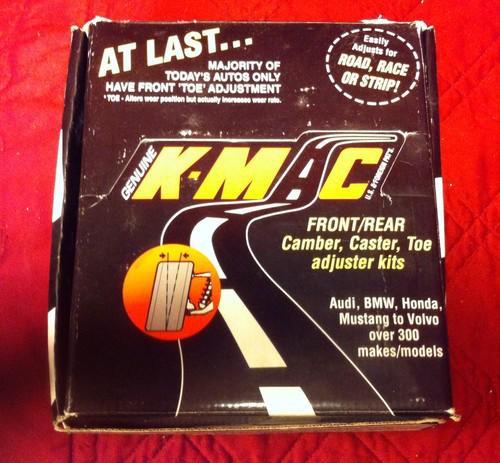 AT LAST...
MAJORITY OF
TODAY'S AUTOS ONLY
HAVE FRONT 'TOE' ADJUSTMENT
* TOE - Alters wear position but actually increases wear rate.
Easily
Adjusts for
ROAD, RACE
OR STRIP!
GENUINE
K-MAC
U.S. & FOREIGN PAT'S.
FRONT/REAR
Camber, Caster, Toe
adjuster kits
Audi, BMW, Honda,
Mustang to Volvo
over 300
makes/models